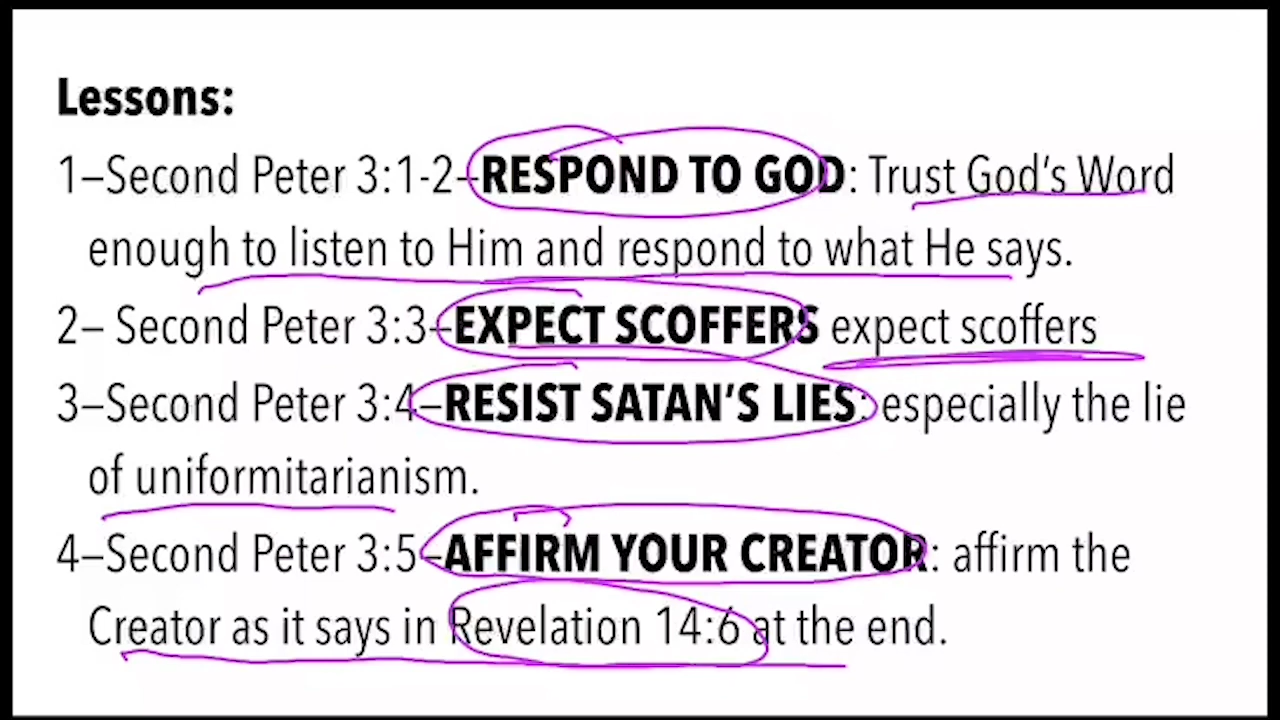 Lessons:
1–Second Peter 3:1-2–RESPOND TO GOD: Trust God's Word
enough to listen to Him and respond to what He says.
2– Second Peter 3:3–EXPECT SCOFFERS expect scoffers
3–Second Peter 3:4–RESIST SATAN'S LIES: especially the lie
of uniformitarianism.
4–Second Peter 3:5–AFFIRM YOUR CREATOR: affirm the
Creator as it says in Revelation 14:6 at the end.